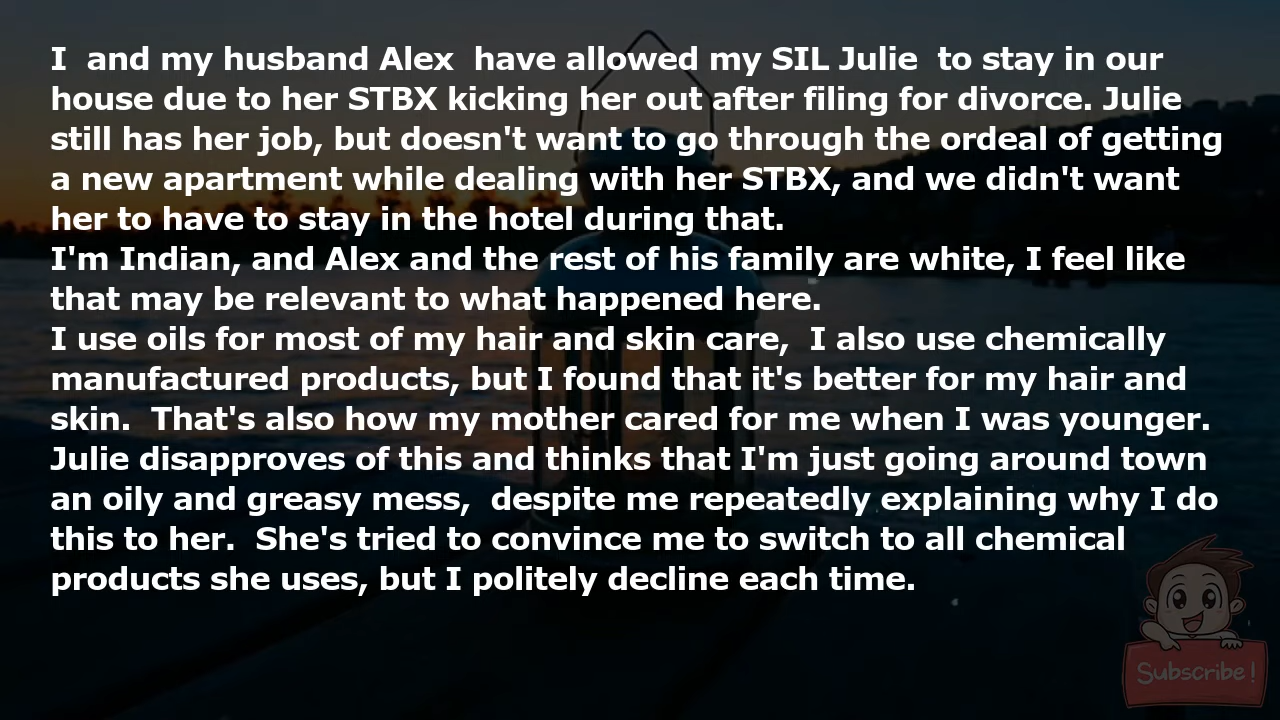 I  and my husband Alex  have allowed my SIL Julie  to stay in our
house due to her STBX kicking her out after filing for divorce. Julie
still has her job, but doesn't want to go through the ordeal of getting
a new apartment while dealing with her STBX, and we didn't want
her to have to stay in the hotel during that.
I'm Indian, and Alex and the rest of his family are white, I feel like
that may be relevant to what happened here.
I use oils for most of my hair and skin care,  I also use chemically
manufactured products, but I found that it's better for my hair and
skin.  That's also how my mother cared for me when I was younger.
Julie disapproves of this and thinks that I'm just going around town
an oily and greasy mess,  despite me repeatedly explaining why I do
this to her.  She's tried to convince me to switch to all chemical
products she uses, but I politely decline each time.
Subscribe!